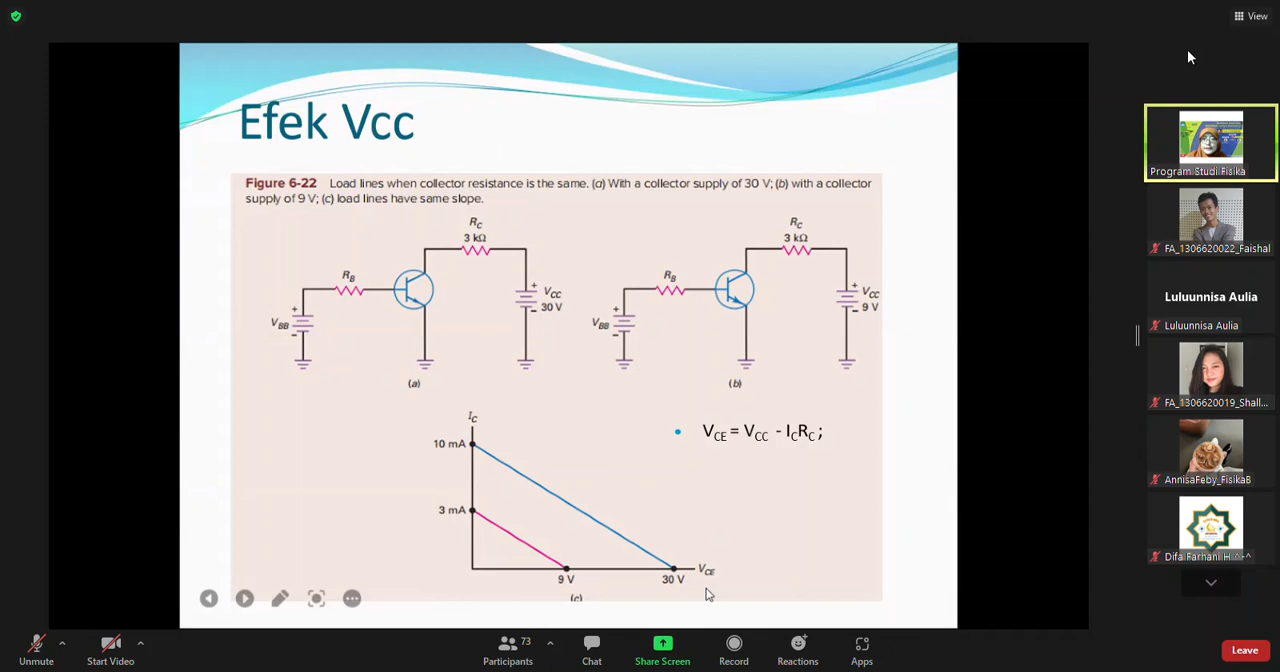 View
Efek Vcc
Figure 6-22 Load lines when collector resistance is the same. (a) With a collector supply of 30 V; (b) with a collector
supply of 9 V; (c) load lines have same slope.
RC
3 kΩ
RB
VBB
+
−
+
−
VCC
30 V
(a)
RC
3 kΩ
RB
VBB
+
−
+
−
VCC
9 V
(b)
IC
10 mA
3 mA
9 V
30 V
VCE
(c)
• VCE = VCC - ICRC ;
Program Studi Fisika
FA_1306620022_Faishal
Luluunnisa Aulia
Luluunnisa Aulia
FA_1306620019_Shall...
AnnisaFeby_FisikaB
Difa Farhani H ^-^
Unmute
Start Video
73
Participants
Chat
Share Screen
Record
Reactions
Apps
Leave